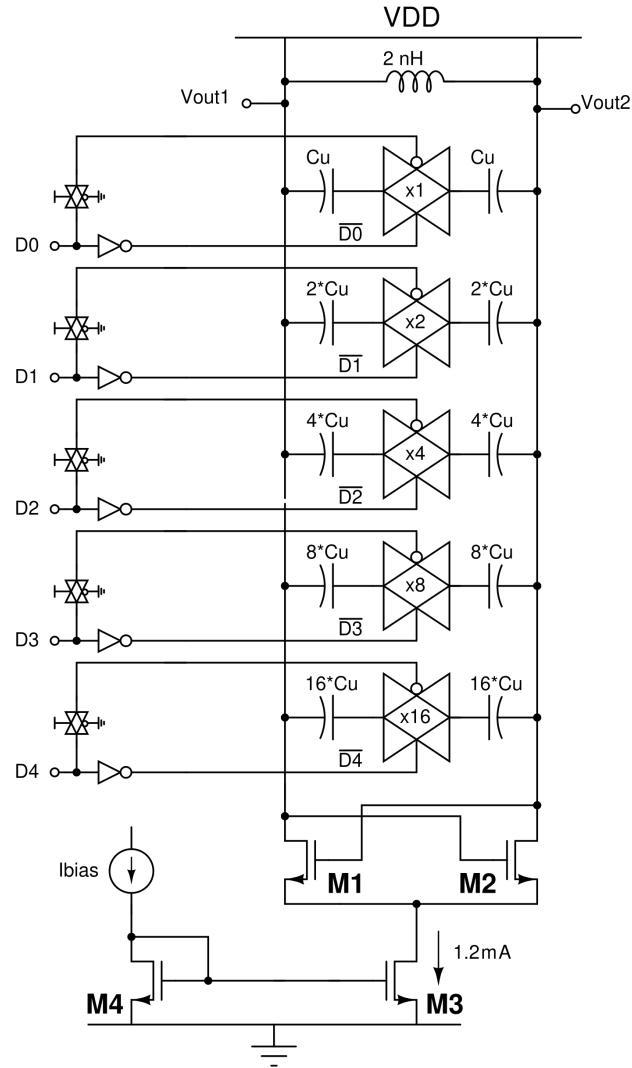 VDD
2 nH
Vout1
Vout2
Cu
x1
Cu
D0
D0
2*Cu
x2
2*Cu
D1
D1
4*Cu
x4
4*Cu
D2
D2
8*Cu
x8
8*Cu
D3
D3
16*Cu
x16
16*Cu
D4
D4
Ibias
M1
M2
1.2mA
M4
M3